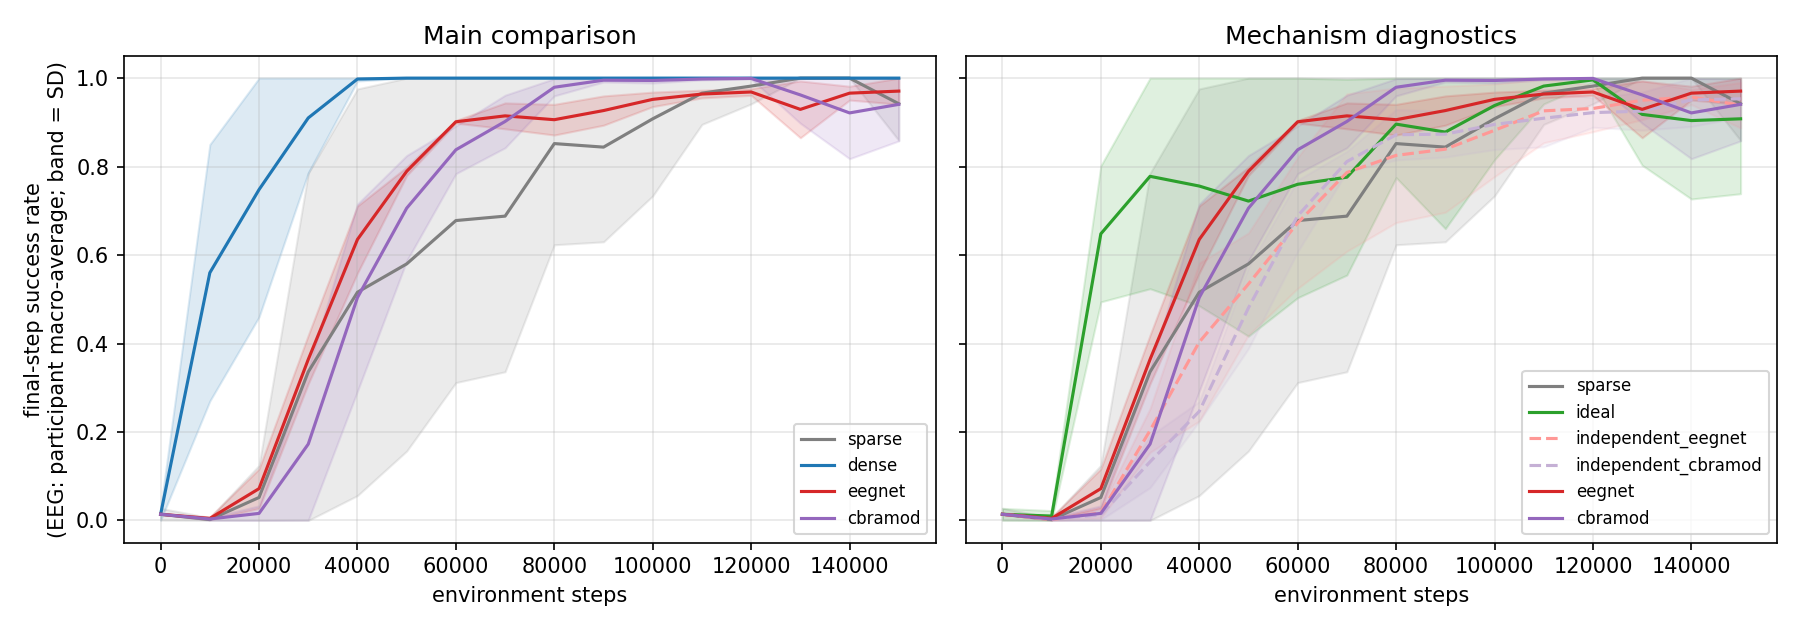 Main comparison
final-step success rate
(EEG: participant macro-average; band = SD)
1.0
0.8
0.6
0.4
0.2
0.0
sparse
dense
eegnet
cbramod
0 20000 40000 60000 80000 100000 120000 140000
environment steps
Mechanism diagnostics
sparse
ideal
independent_eegnet
independent_cbramod
eegnet
cbramod
0 20000 40000 60000 80000 100000 120000 140000
environment steps